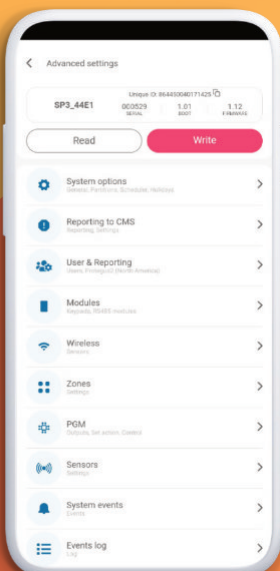 Advanced settings
Unique ID: 864450040171425
SP3_44E1
003529
1.01
1.12
SERIAL
BOOT
FIRMWARE
Read
Write
System options
General, Partitions, Schedules, Holidays
Reporting to CMS
Reporting, Settings
User & Reporting
Users, Protegus2 (North America)
Modules
Keypads, RS485 modules
Wireless
Sensors
Zones
Settings
PGM
Outputs, Set action, Control
Sensors
Settings
System events
Events
Events log
Log